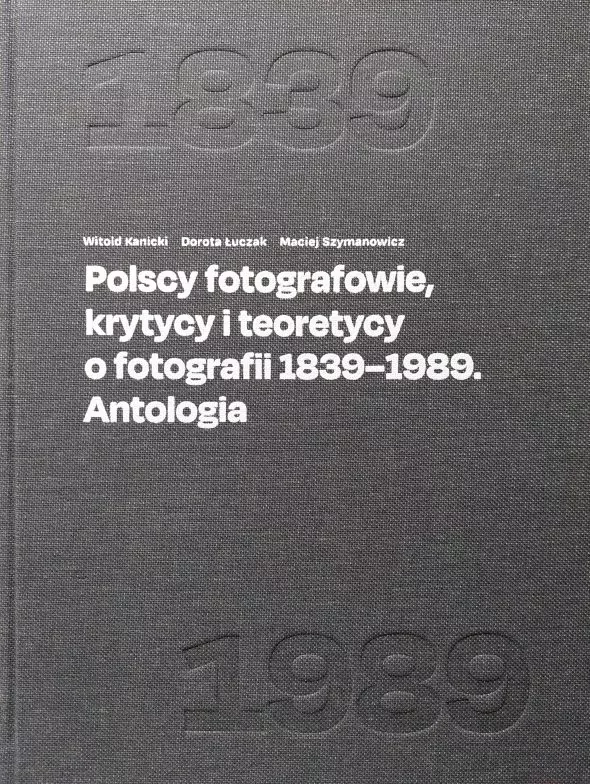 1839
Witold Kanicki Dorota Łuczak Maciej Szymanowicz
Polscy fotografowie,
krytycy i teoretycy
o fotografii 1839–1989.
Antologia
1989